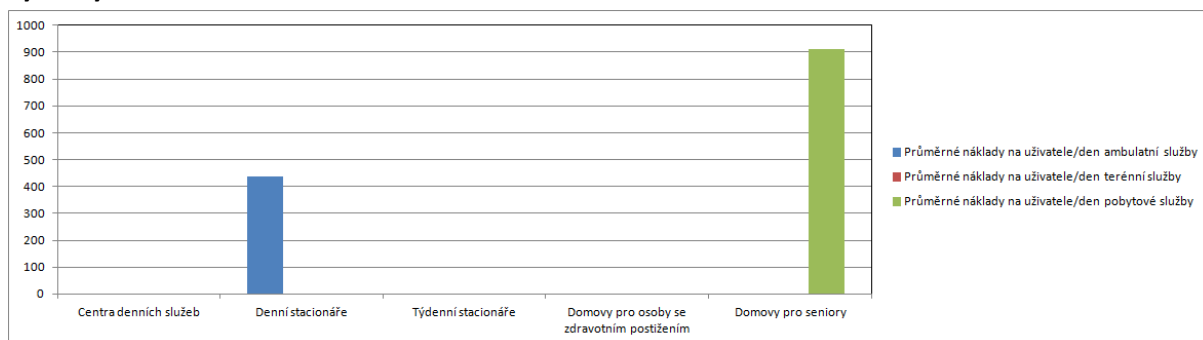 1000
900
800
700
600
500
400
300
200
100
0
Centra denních služeb
Denní stacionáře
Týdenní stacionáře
Domovy pro osoby se
zdravotním postižením
Domovy pro seniory
Průměrné náklady na uživatele/den ambulatní služby
Průměrné náklady na uživatele/den terénní služby
Průměrné náklady na uživatele/den pobytové služby